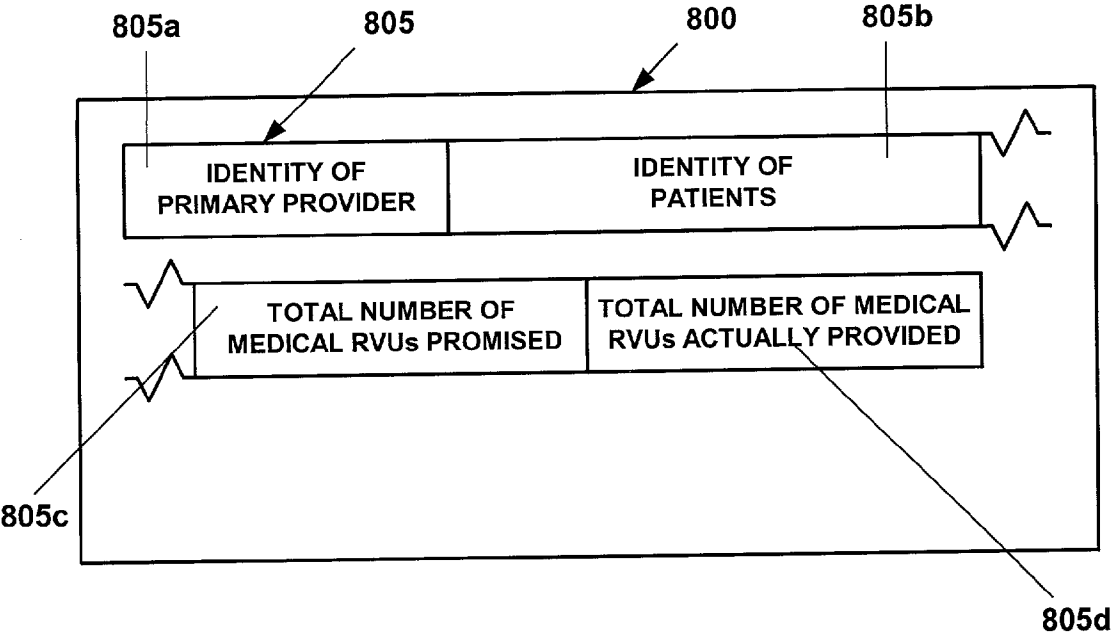 805a
805
800
805b
IDENTITY OF
PRIMARY PROVIDER
IDENTITY OF
PATIENTS
TOTAL NUMBER OF
MEDICAL RVUs PROMISED
TOTAL NUMBER OF MEDICAL
RVUs ACTUALLY PROVIDED
805c
805d